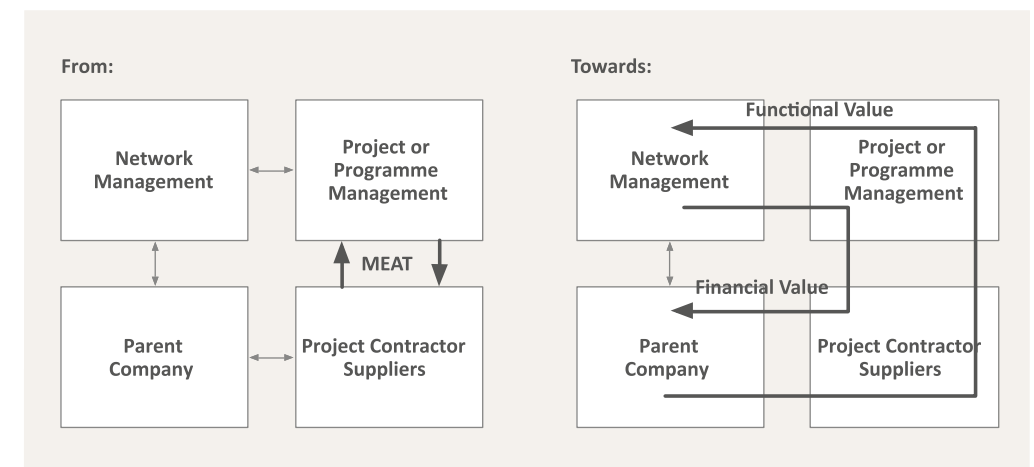 From:
Network
Management
Project or
Programme
Management
MEAT
Parent
Company
Project Contractor
Suppliers
Towards:
Functional Value
Network
Management
Project or
Programme
Management
Financial Value
Parent
Company
Project Contractor
Suppliers